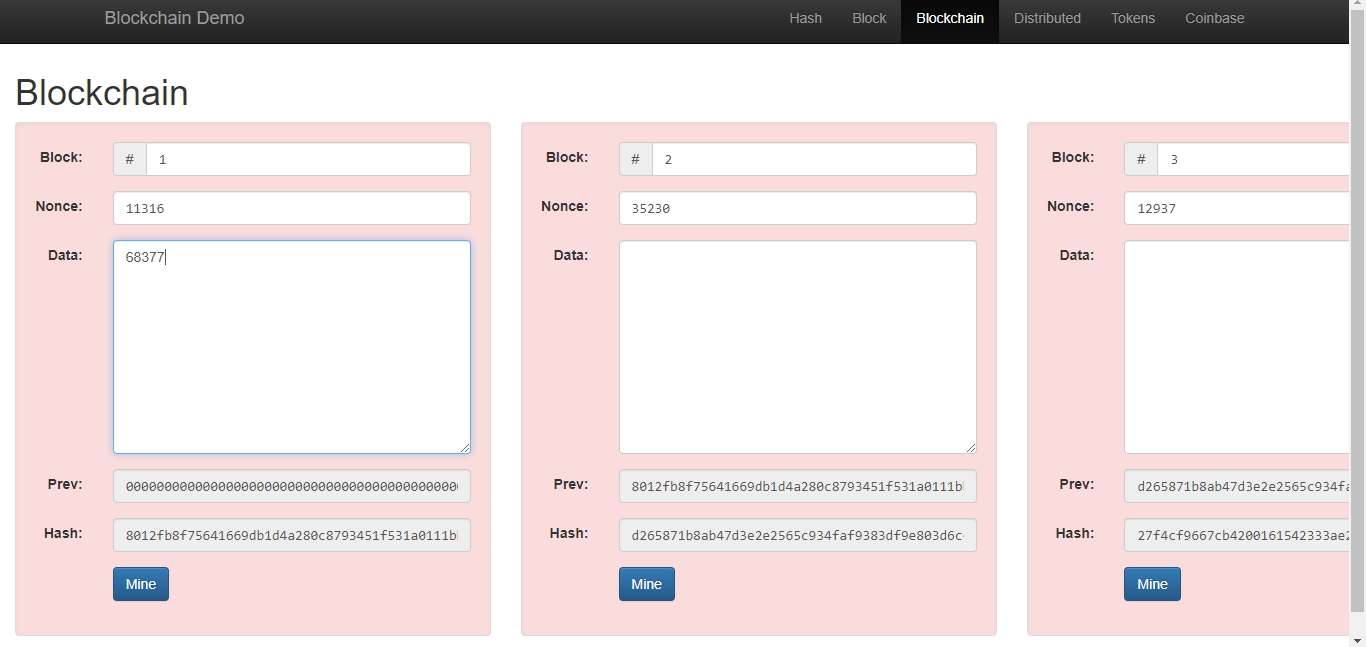 Blockchain Demo Hash Block Blockchain Distributed Tokens Coinbase
Blockchain
Block: # 1
Nonce: 11316
Data: 68377
Prev: 00000000000000000000000000000000000000000000
Hash: 8012fb8f75641669db1d4a280c8793451f531a0111b
Mine
Block: # 2
Nonce: 35230
Data:
Prev: 8012fb8f75641669db1d4a280c8793451f531a0111b
Hash: d265871b8ab47d3e2e2565c934faf9383df9e803d6c
Mine
Block: # 3
Nonce: 12937
Data:
Prev: d265871b8ab47d3e2e2565c934fa
Hash: 27f4cf9667cb4200161542333ae2
Mine